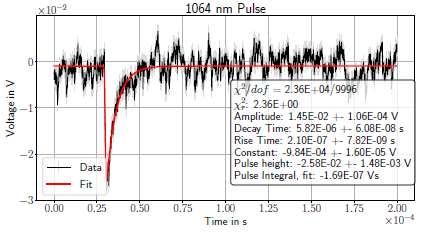 1064 nm Pulse
×10⁻²
Voltage in V
0
−1
−2
−3
χ²/dof = 2.36E+04/9996
χ²ᵣ: 2.36E+00
Amplitude: 1.45E-02 +- 1.06E-04 V
Decay Time: 5.82E-06 +- 6.08E-08 s
Rise Time: 2.10E-07 +- 7.82E-09 s
Constant: -9.84E-04 +- 1.60E-05 V
Pulse height: -2.58E-02 +- 1.48E-03 V
Pulse Integral, fit: -1.69E-07 Vs
Data
Fit
0.00 0.25 0.50 0.75 1.00 1.25 1.50 1.75 2.00
Time in s
×10⁻⁴